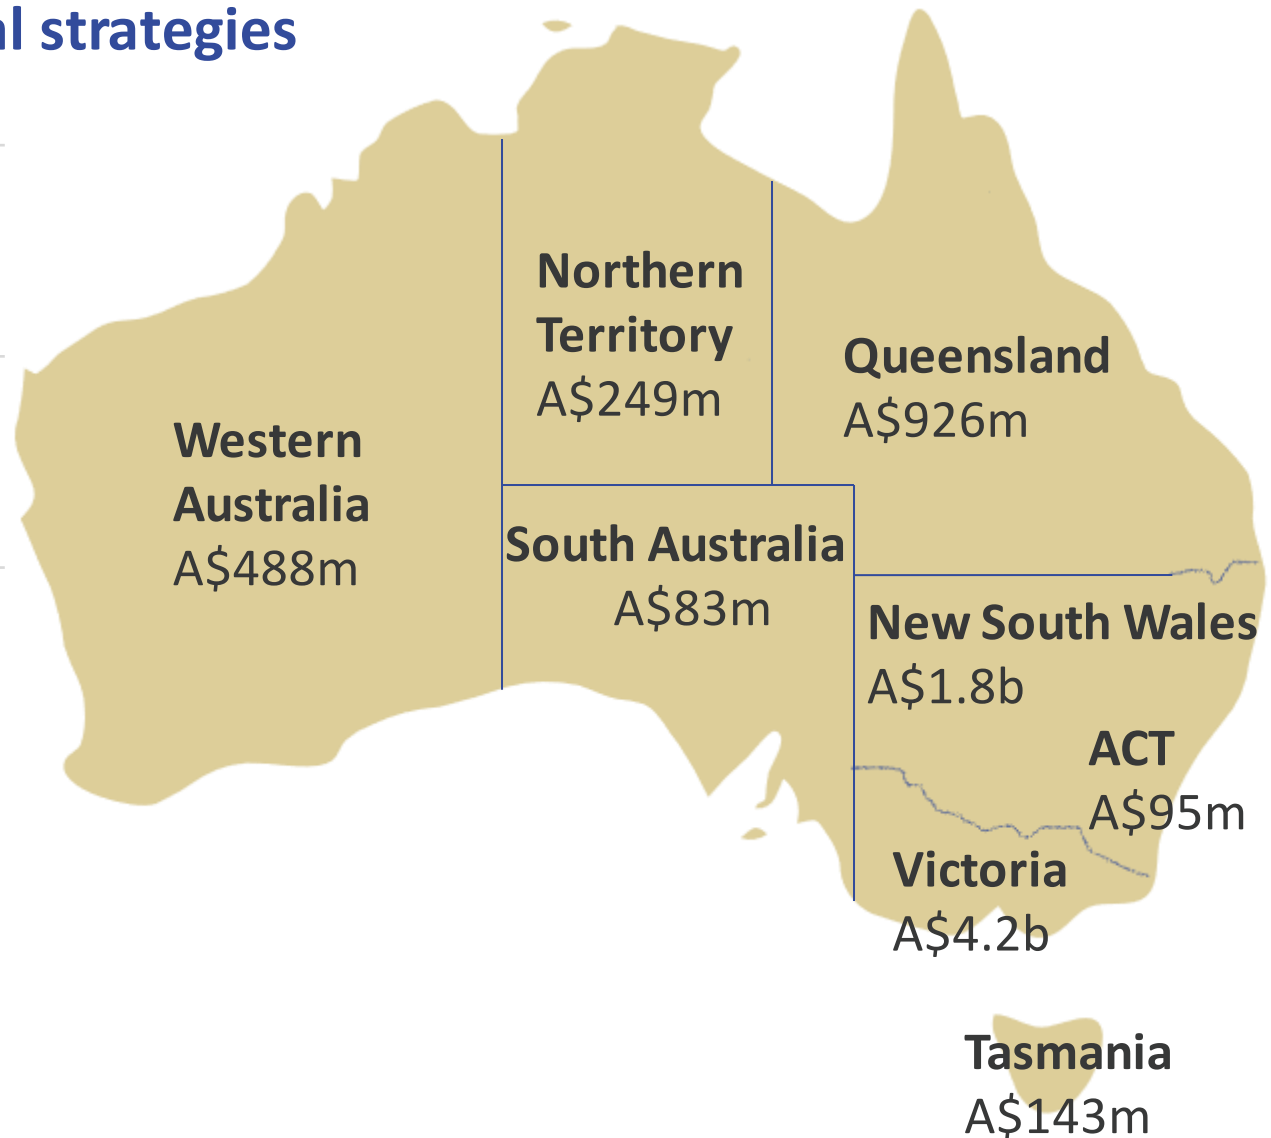 al strategies
Northern
Territory
A$249m
Queensland
A$926m
Western
Australia
A$488m
South Australia
A$83m
New South Wales
A$1.8b
ACT
A$95m
Victoria
A$4.2b
Tasmania
A$143m